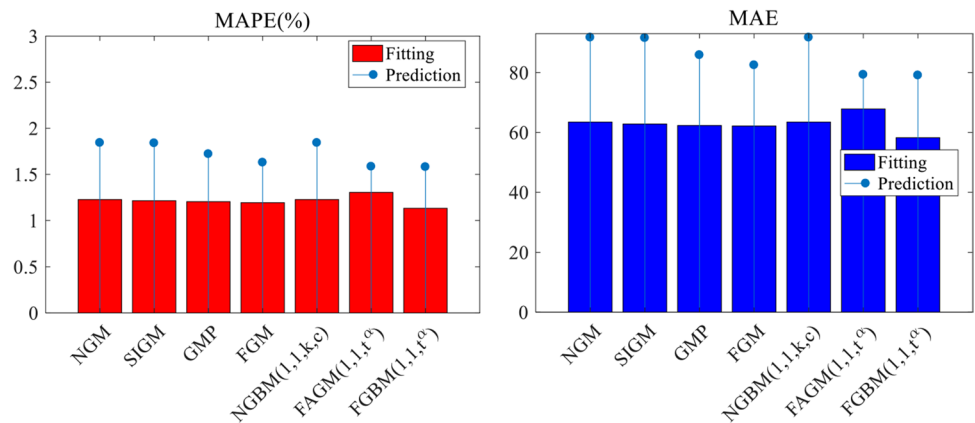 MAPE(%)
3
2.5
2
1.5
1
0.5
0
Fitting
Prediction
NGM
SIGM
GMP
FGM
NGBM(1,1,k,c)
FAGM(1,1,t^α)
FGBM(1,1,t^α)
MAE
80
60
40
20
0
Fitting
Prediction
NGM
SIGM
GMP
FGM
NGBM(1,1,k,c)
FAGM(1,1,t^α)
FGBM(1,1,t^α)